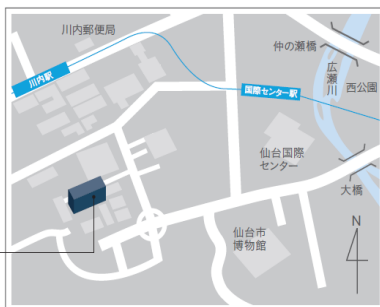 川内郵便局
仲の瀬橋
川内駅
広瀬川
西公園
国際センター駅
仙台国際
センター
大橋
仙台市
博物館
N